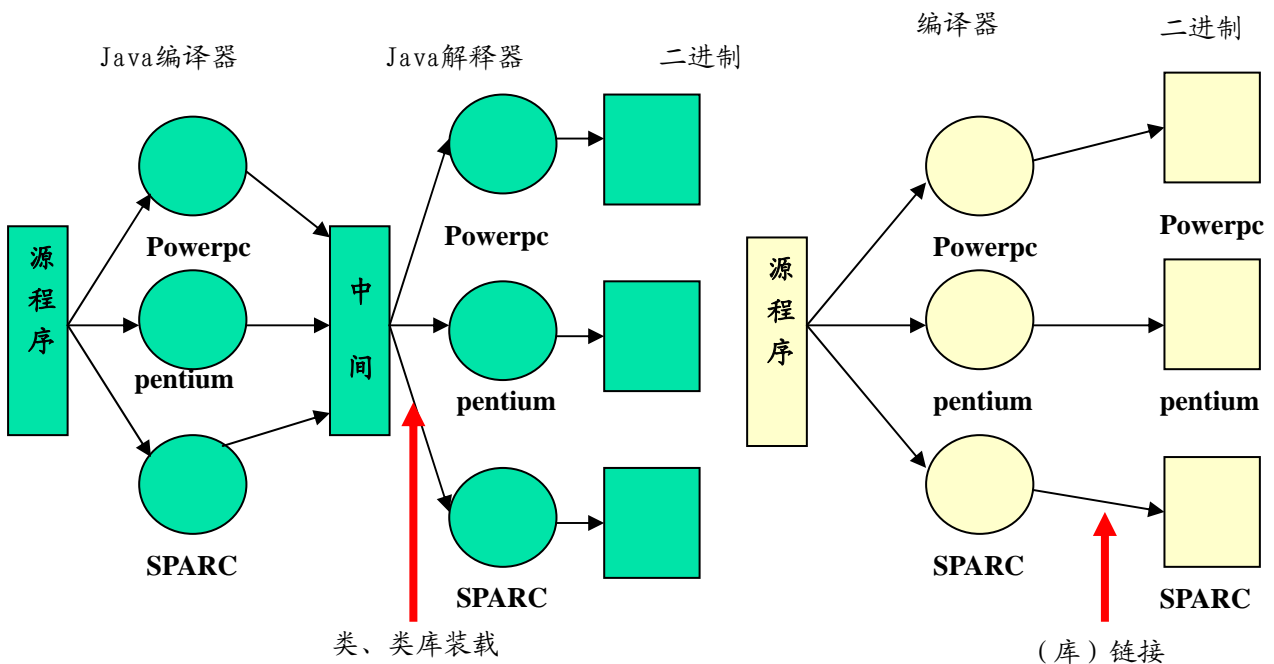 Java编译器
Java解释器
二进制
源程序
Powerpc
pentium
SPARC
中间
Powerpc
pentium
SPARC
类、类库装载
编译器
二进制
源程序
Powerpc
pentium
SPARC
Powerpc
pentium
SPARC
（库）链接